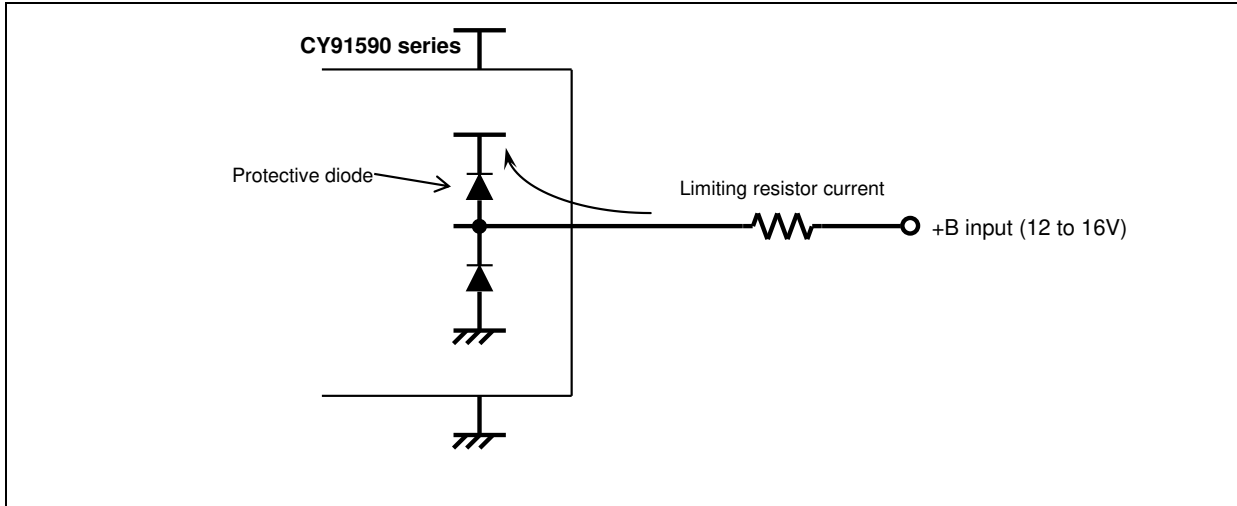 CY91590 series
Protective diode
Limiting resistor current
+B input (12 to 16V)